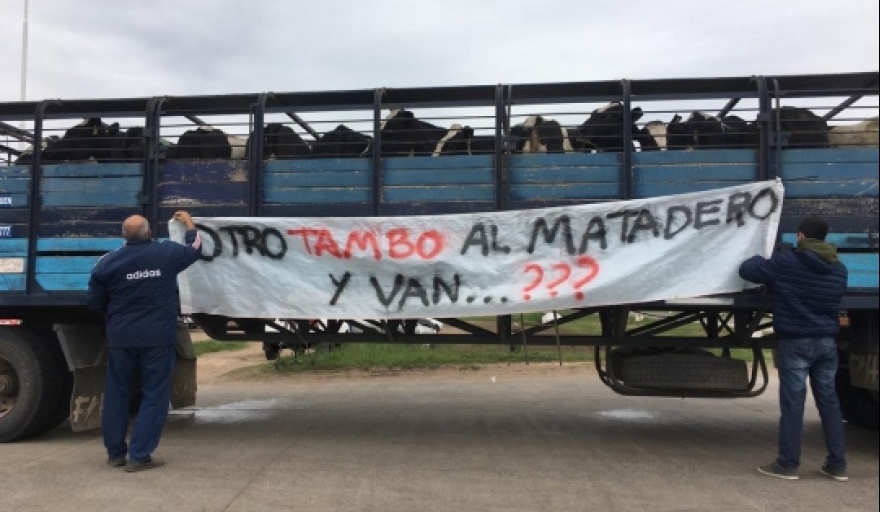 OTRO TAMBO AL MATADERO
Y VAN... ???
adidas